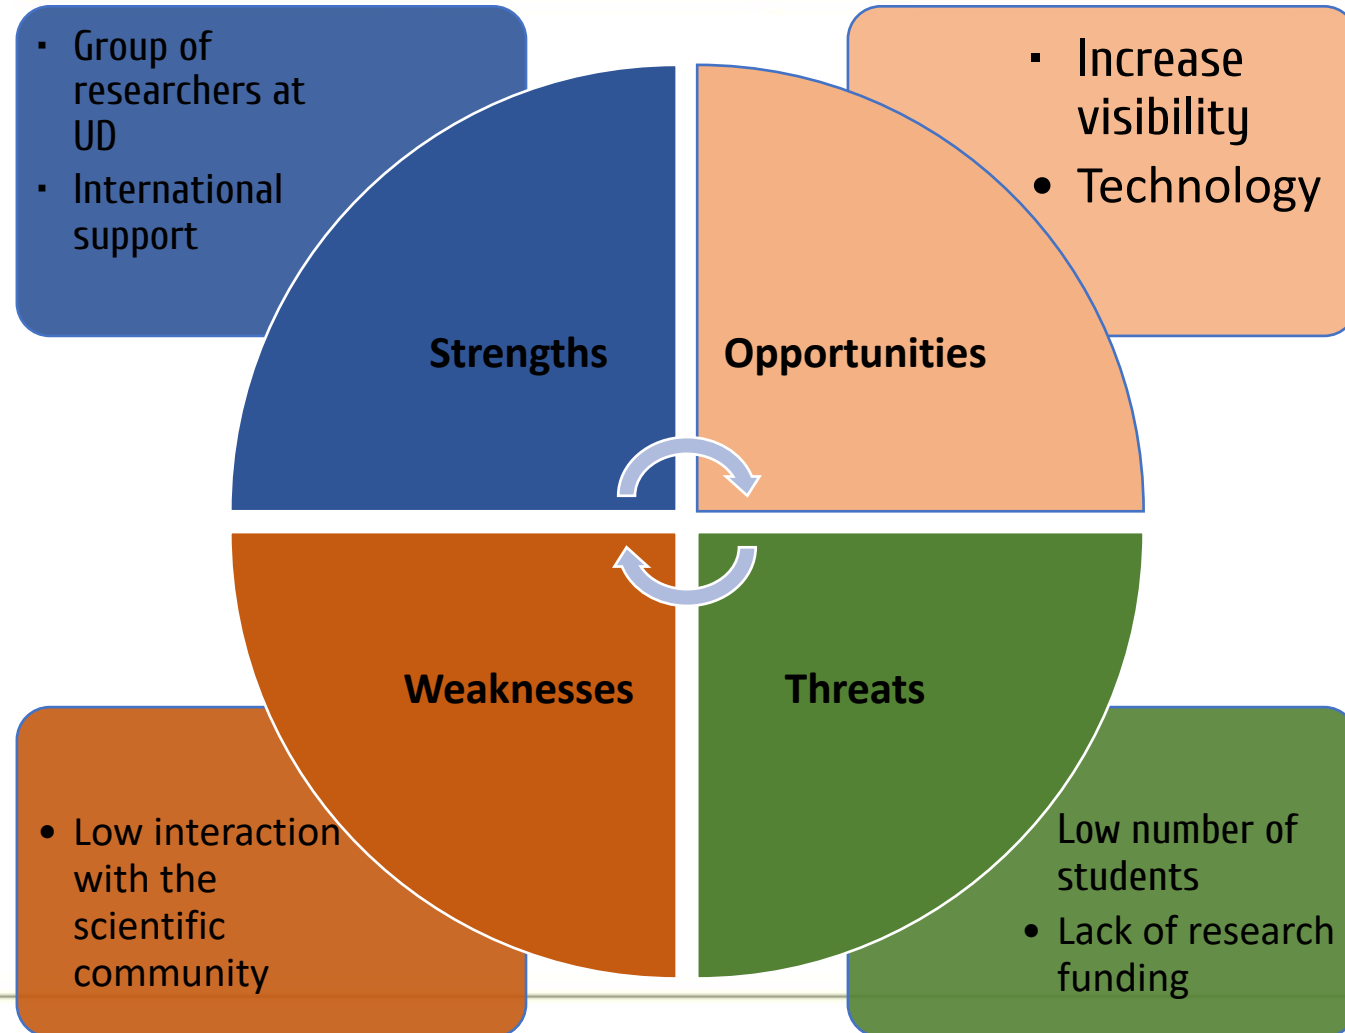 ▪ Group of
researchers at
UD
▪ International
support
▪ Increase
visibility
• Technology
Strengths
Opportunities
Weaknesses
Threats
• Low interaction
with the
scientific
community
Low number of
students
• Lack of research
funding